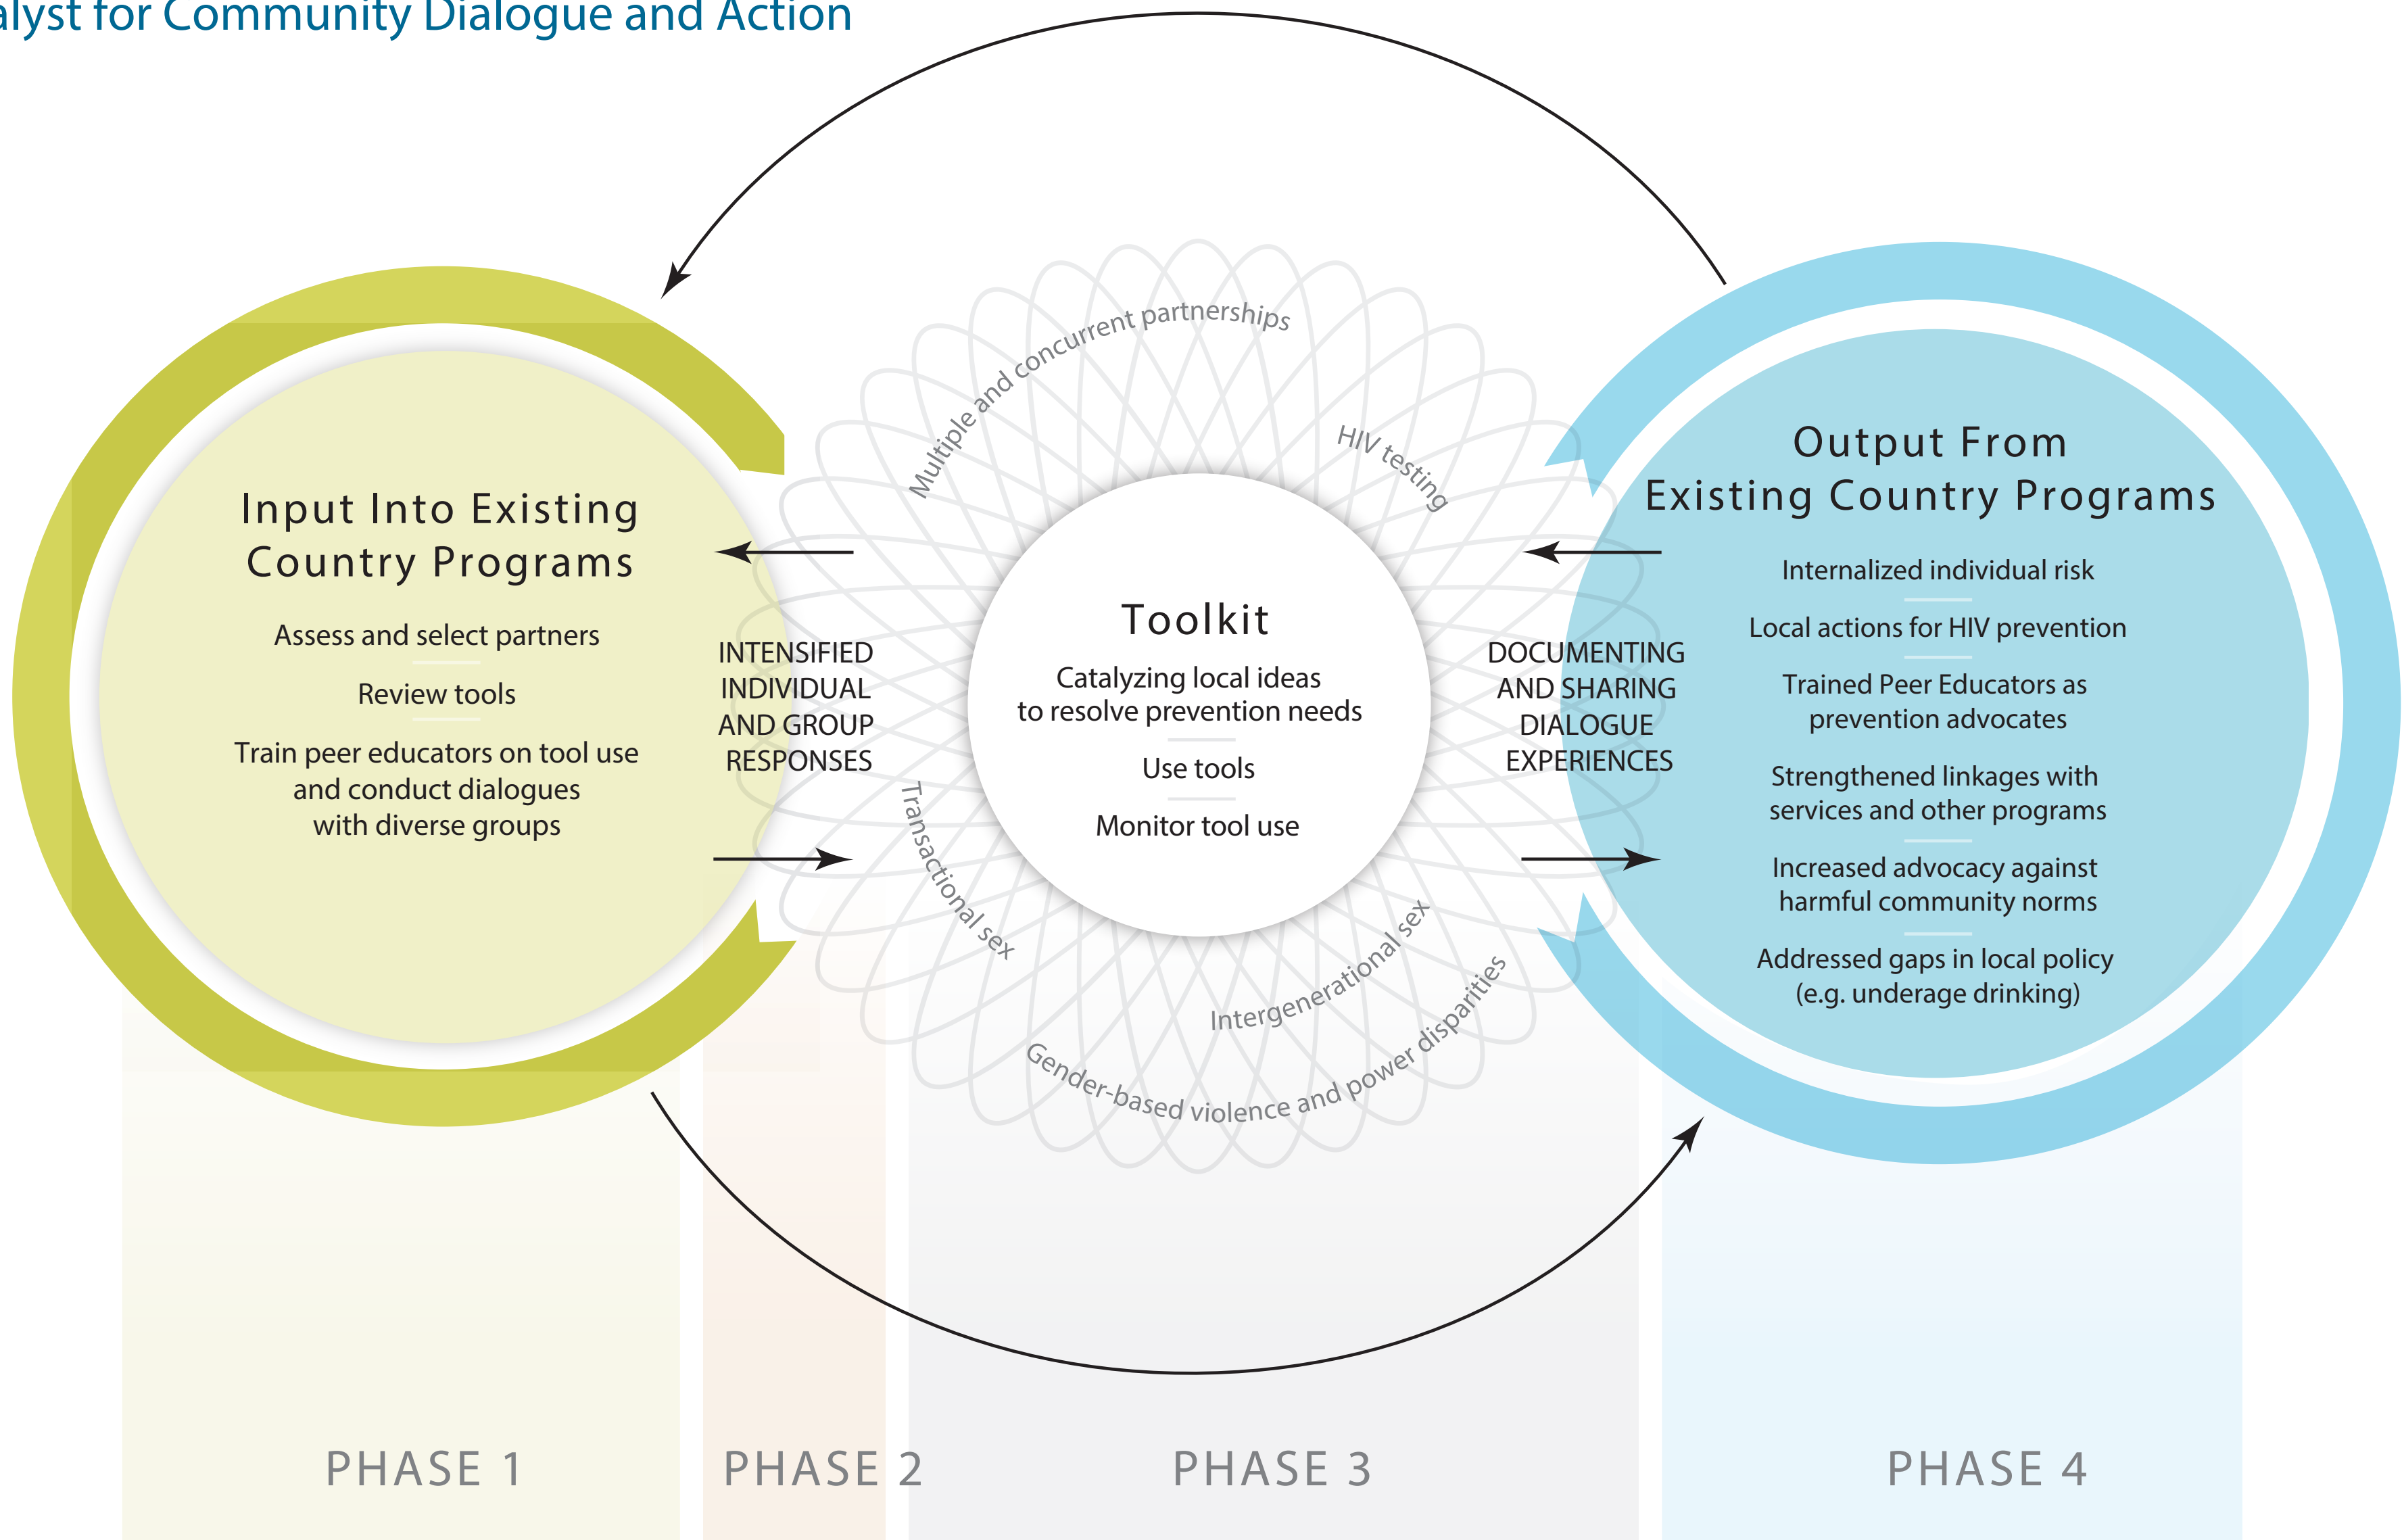 alyst for Community Dialogue and Action
Input Into Existing
Country Programs
Assess and select partners
Review tools
Train peer educators on tool use
and conduct dialogues
with diverse groups
INTENSIFIED
INDIVIDUAL
AND GROUP
RESPONSES
Multiple and concurrent partnerships
HIV testing
Toolkit
Catalyzing local ideas
to resolve prevention needs
Use tools
Monitor tool use
Transactional sex
Intergenerational sex
Gender-based violence and power disparities
DOCUMENTING
AND SHARING
DIALOGUE
EXPERIENCES
Output From
Existing Country Programs
Internalized individual risk
Local actions for HIV prevention
Trained Peer Educators as
prevention advocates
Strengthened linkages with
services and other programs
Increased advocacy against
harmful community norms
Addressed gaps in local policy
(e.g. underage drinking)
PHASE 1
PHASE 2
PHASE 3
PHASE 4